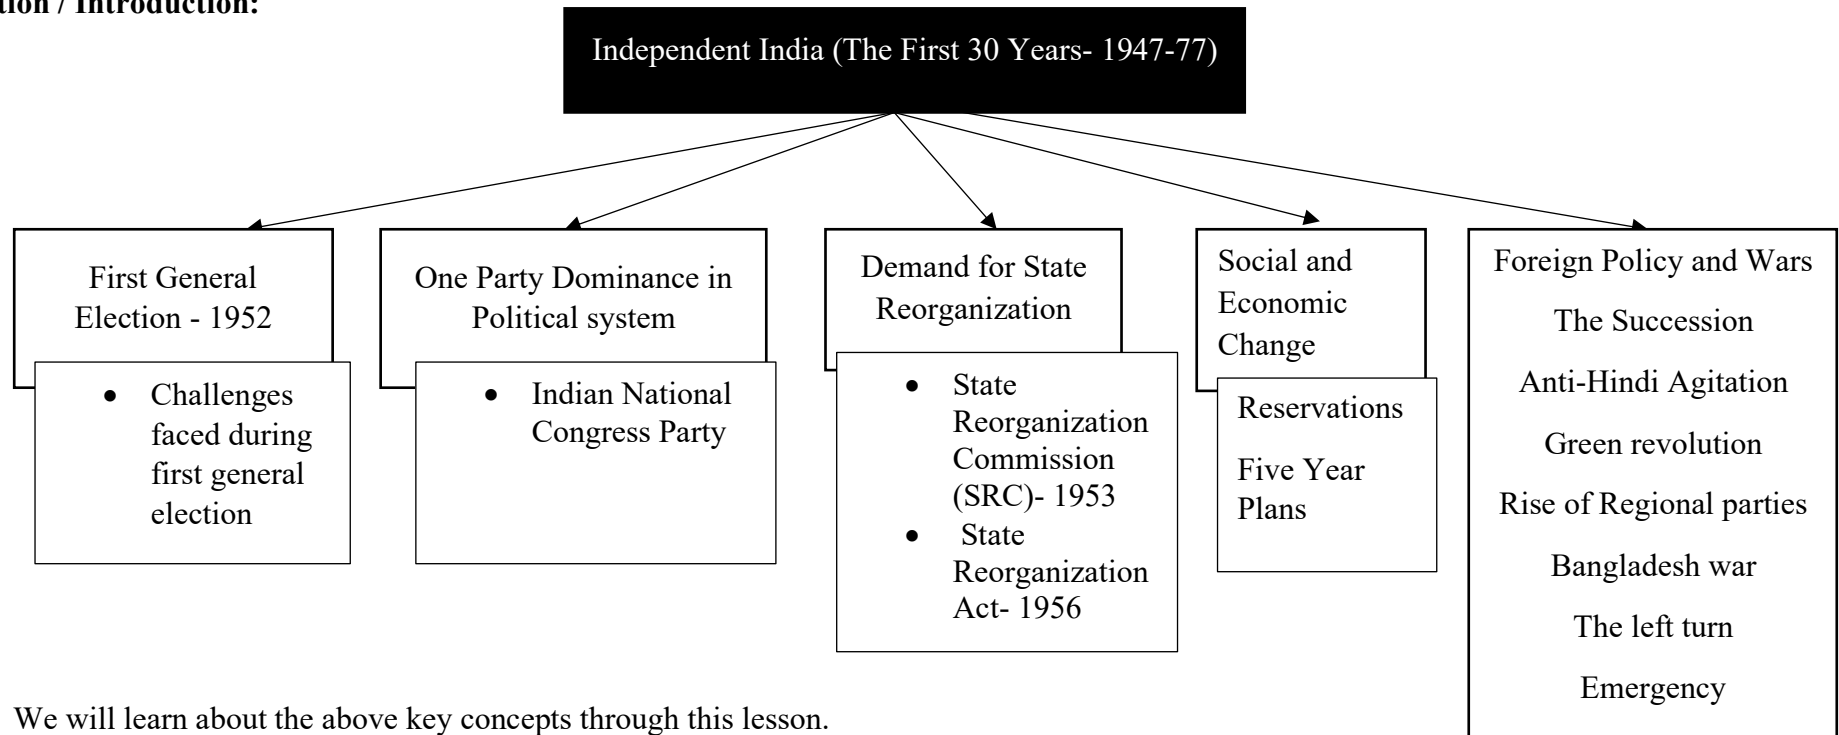 tion / Introduction:
Independent India (The First 30 Years- 1947-77)
First General
Election - 1952
• Challenges
faced during
first general
election
One Party Dominance in
Political system
• Indian National
Congress Party
Demand for State
Reorganization
• State
Reorganization
Commission
(SRC)- 1953
• State
Reorganization
Act- 1956
Social and
Economic
Change
Reservations
Five Year
Plans
Foreign Policy and Wars
The Succession
Anti-Hindi Agitation
Green revolution
Rise of Regional parties
Bangladesh war
The left turn
Emergency
We will learn about the above key concepts through this lesson.